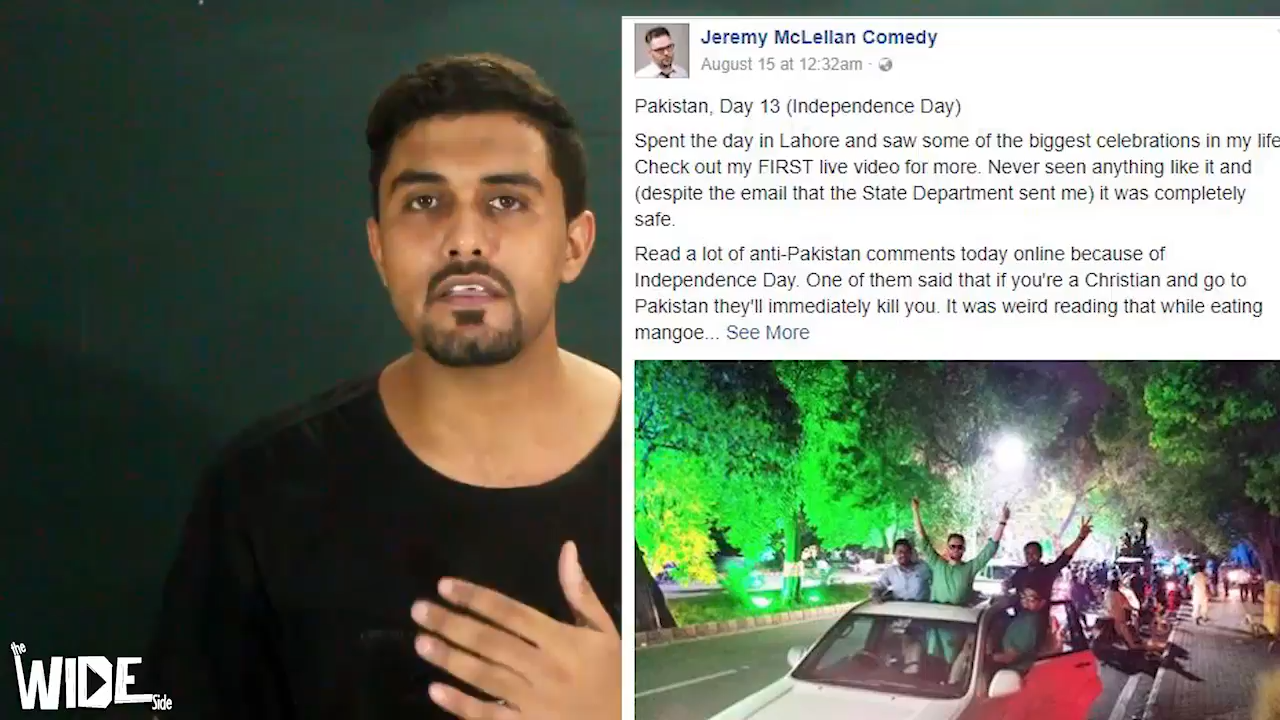 Jeremy McLellan Comedy
August 15 at 12:32am ·
Pakistan, Day 13 (Independence Day)
Spent the day in Lahore and saw some of the biggest celebrations in my life
Check out my FIRST live video for more. Never seen anything like it and
(despite the email that the State Department sent me) it was completely
safe.
Read a lot of anti-Pakistan comments today online because of
Independence Day. One of them said that if you're a Christian and go to
Pakistan they'll immediately kill you. It was weird reading that while eating
mangoe... See More
the
WIDE
Side